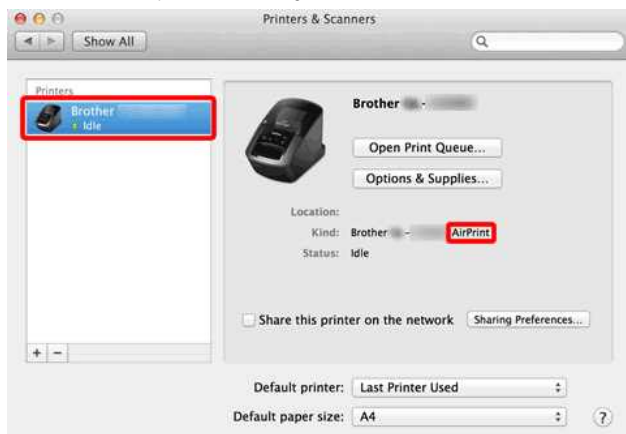 Printers & Scanners
Show All
Printers
Brother
Idle
Brother -
Open Print Queue...
Options & Supplies...
Location:
Kind: Brother - AirPrint
Status: Idle
Share this printer on the network Sharing Preferences...
+ -
Default printer: Last Printer Used
Default paper size: A4 ?